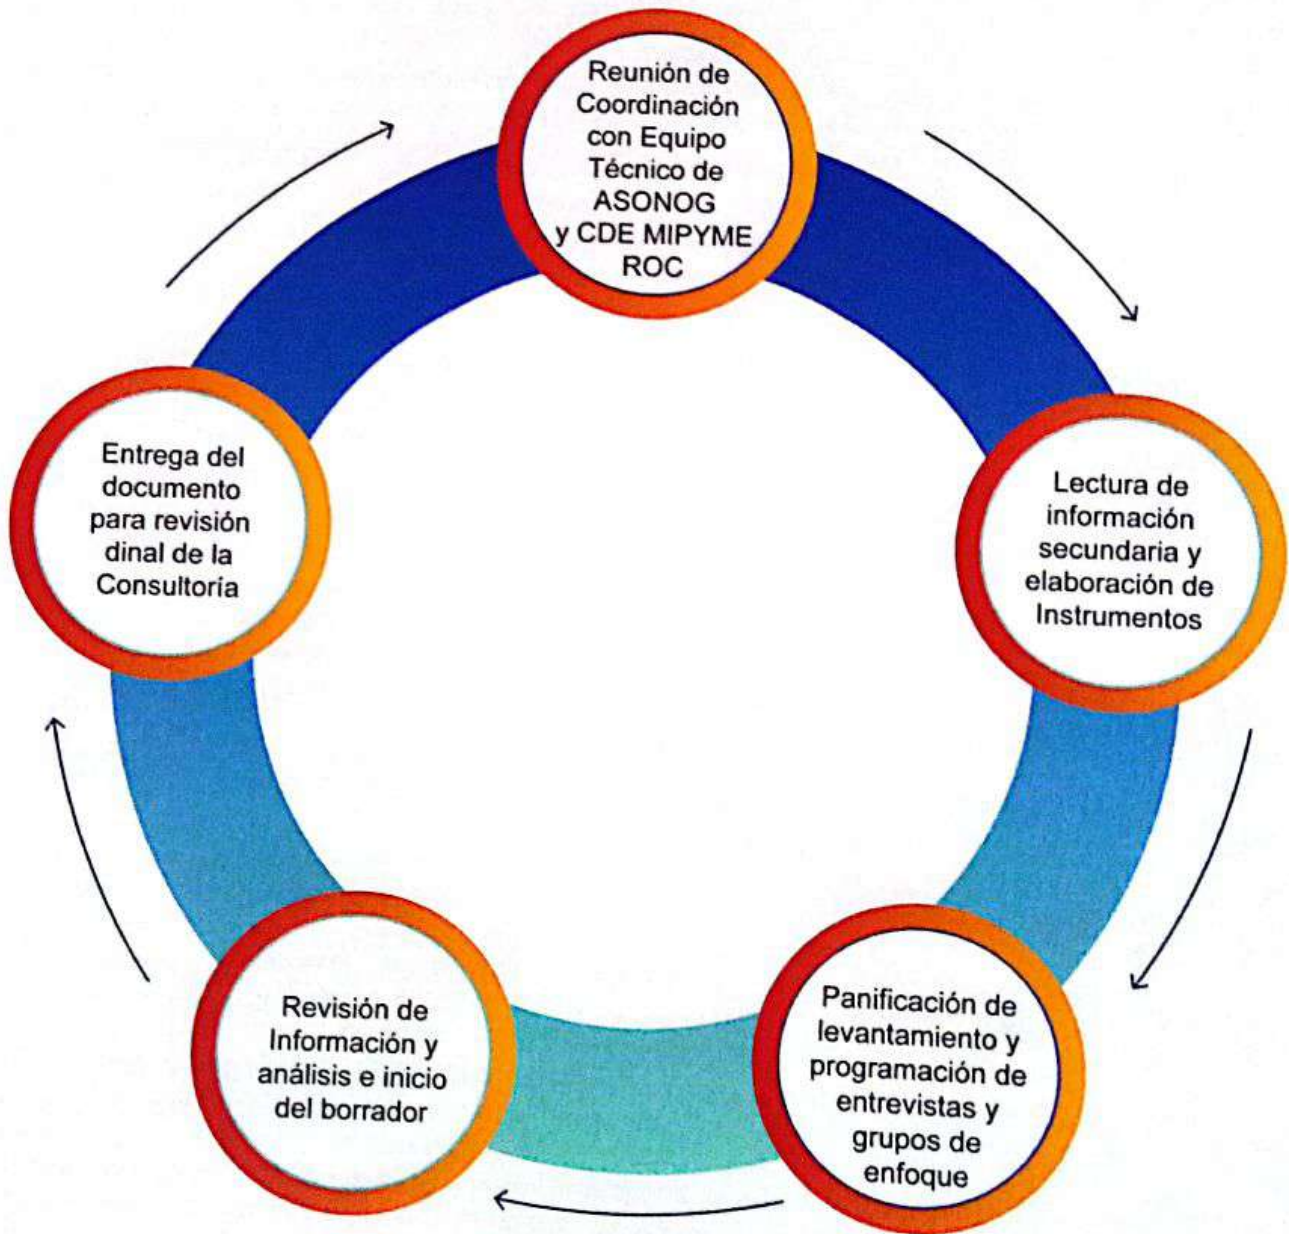 Reunión de
Coordinación
con Equipo
Técnico de
ASONOG
y CDE MIPYME
ROC
Lectura de
información
secundaria y
elaboración de
Instrumentos
Panificación de
levantamiento y
programación de
entrevistas y
grupos de
enfoque
Revisión de
Información y
análisis e inicio
del borrador
Entrega del
documento
para revisión
dinal de la
Consultoría